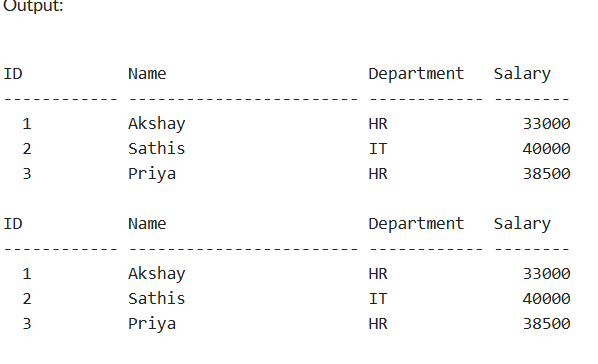 Output:
ID Name Department Salary
------------ ------------------------ ------------ --------
1 Akshay HR 33000
2 Sathis IT 40000
3 Priya HR 38500
ID Name Department Salary
------------ ------------------------ ------------ --------
1 Akshay HR 33000
2 Sathis IT 40000
3 Priya HR 38500